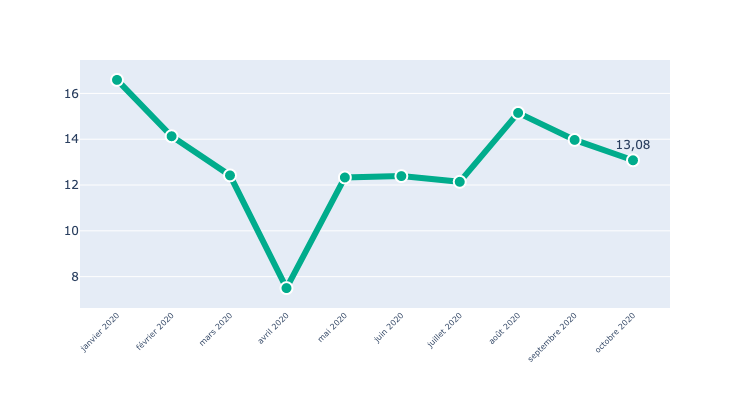 16
14
13,08
12
10
8
janvier 2020
février 2020
mars 2020
avril 2020
mai 2020
juin 2020
juillet 2020
août 2020
septembre 2020
octobre 2020